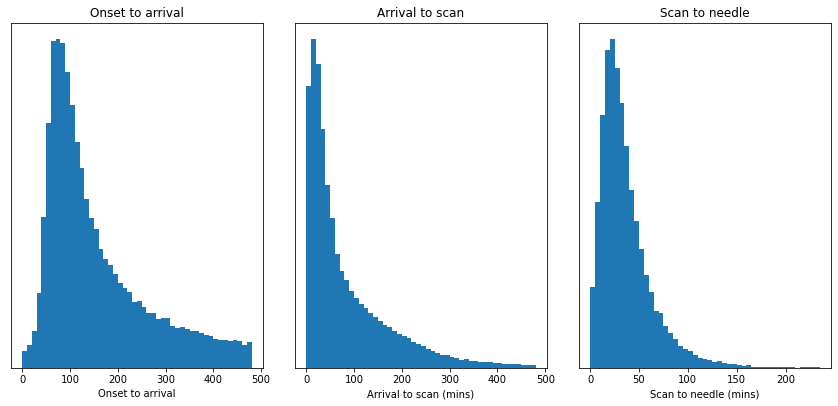 Onset to arrival
Arrival to scan
Scan to needle
0 100 200 300 400 500
0 100 200 300 400 500
0 50 100 150 200
Onset to arrival
Arrival to scan (mins)
Scan to needle (mins)